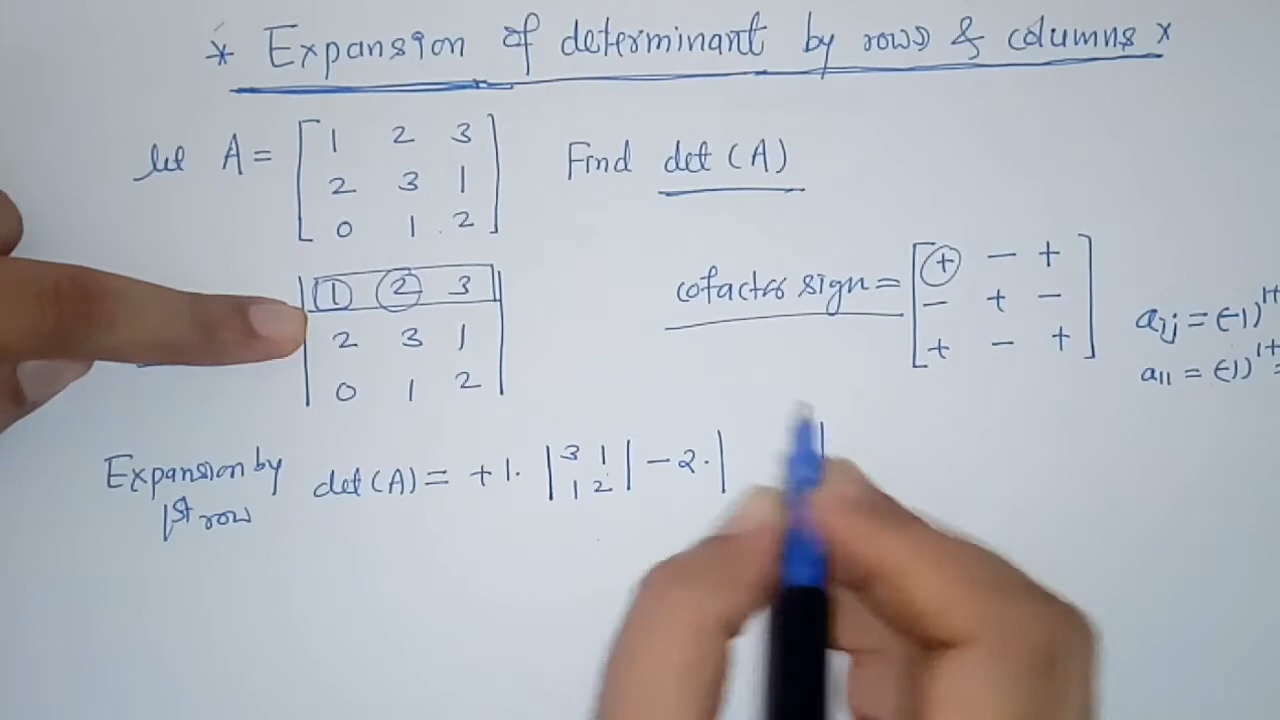 * Expansion of determinant by rows & columns *
let A = [1 2 3
2 3 1
0 1 2]
Find det (A)
|1 2 3
2 3 1
0 1 2|
cofactor sign = [+ - +
- + -
+ - +]
aij = (-1)^1+
a11 = (-1)^1+ =
Expansion by 1st row
det (A) = +1. |3 1
1 2| - 2. | |